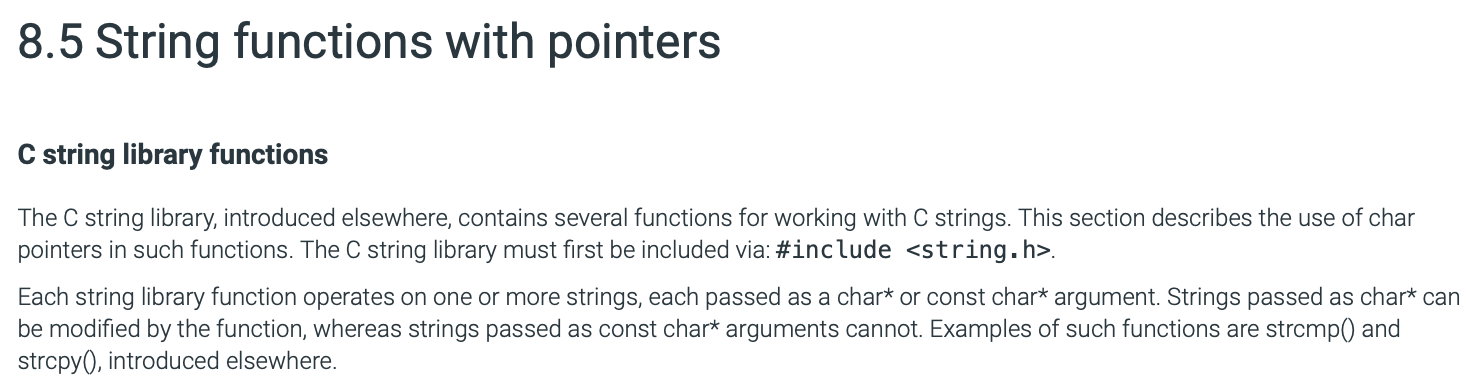 8.5 String functions with pointers
C string library functions
The C string library, introduced elsewhere, contains several functions for working with C strings. This section describes the use of char
pointers in such functions. The C string library must first be included via: #include <string.h>.
Each string library function operates on one or more strings, each passed as a char* or const char* argument. Strings passed as char* can
be modified by the function, whereas strings passed as const char* arguments cannot. Examples of such functions are strcmp() and
strcpy(), introduced elsewhere.